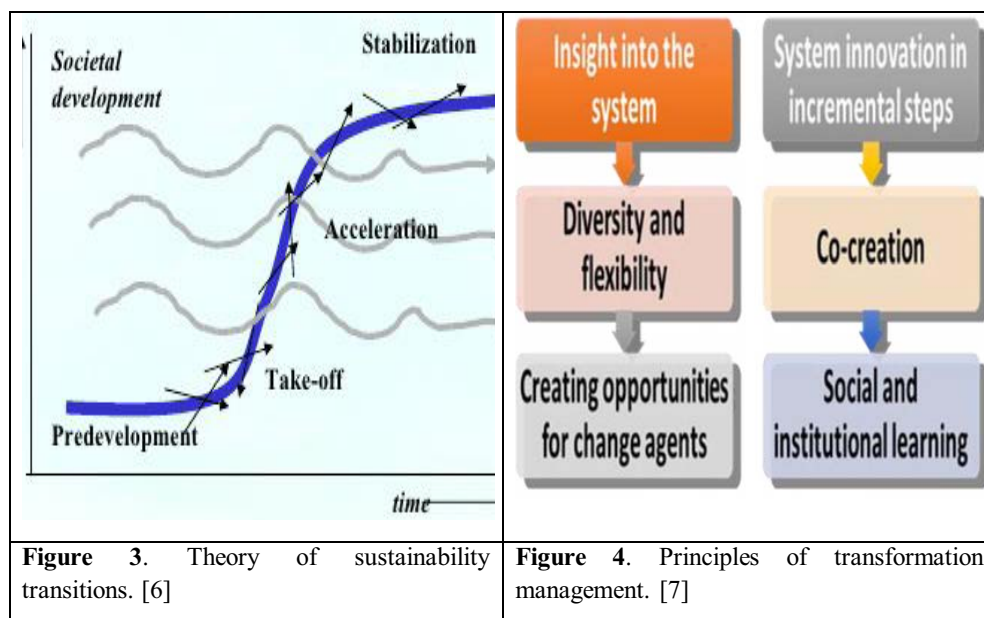 Societal
development
Stabilization
Acceleration
Take-off
Predevelopment
time
Insight into the
system
Diversity and
flexibility
Creating opportunities
for change agents
System innovation in
incremental steps
Co-creation
Social and
institutional learning
Figure 3. Theory of sustainability
transitions. [6]
Figure 4. Principles of transformation
management. [7]